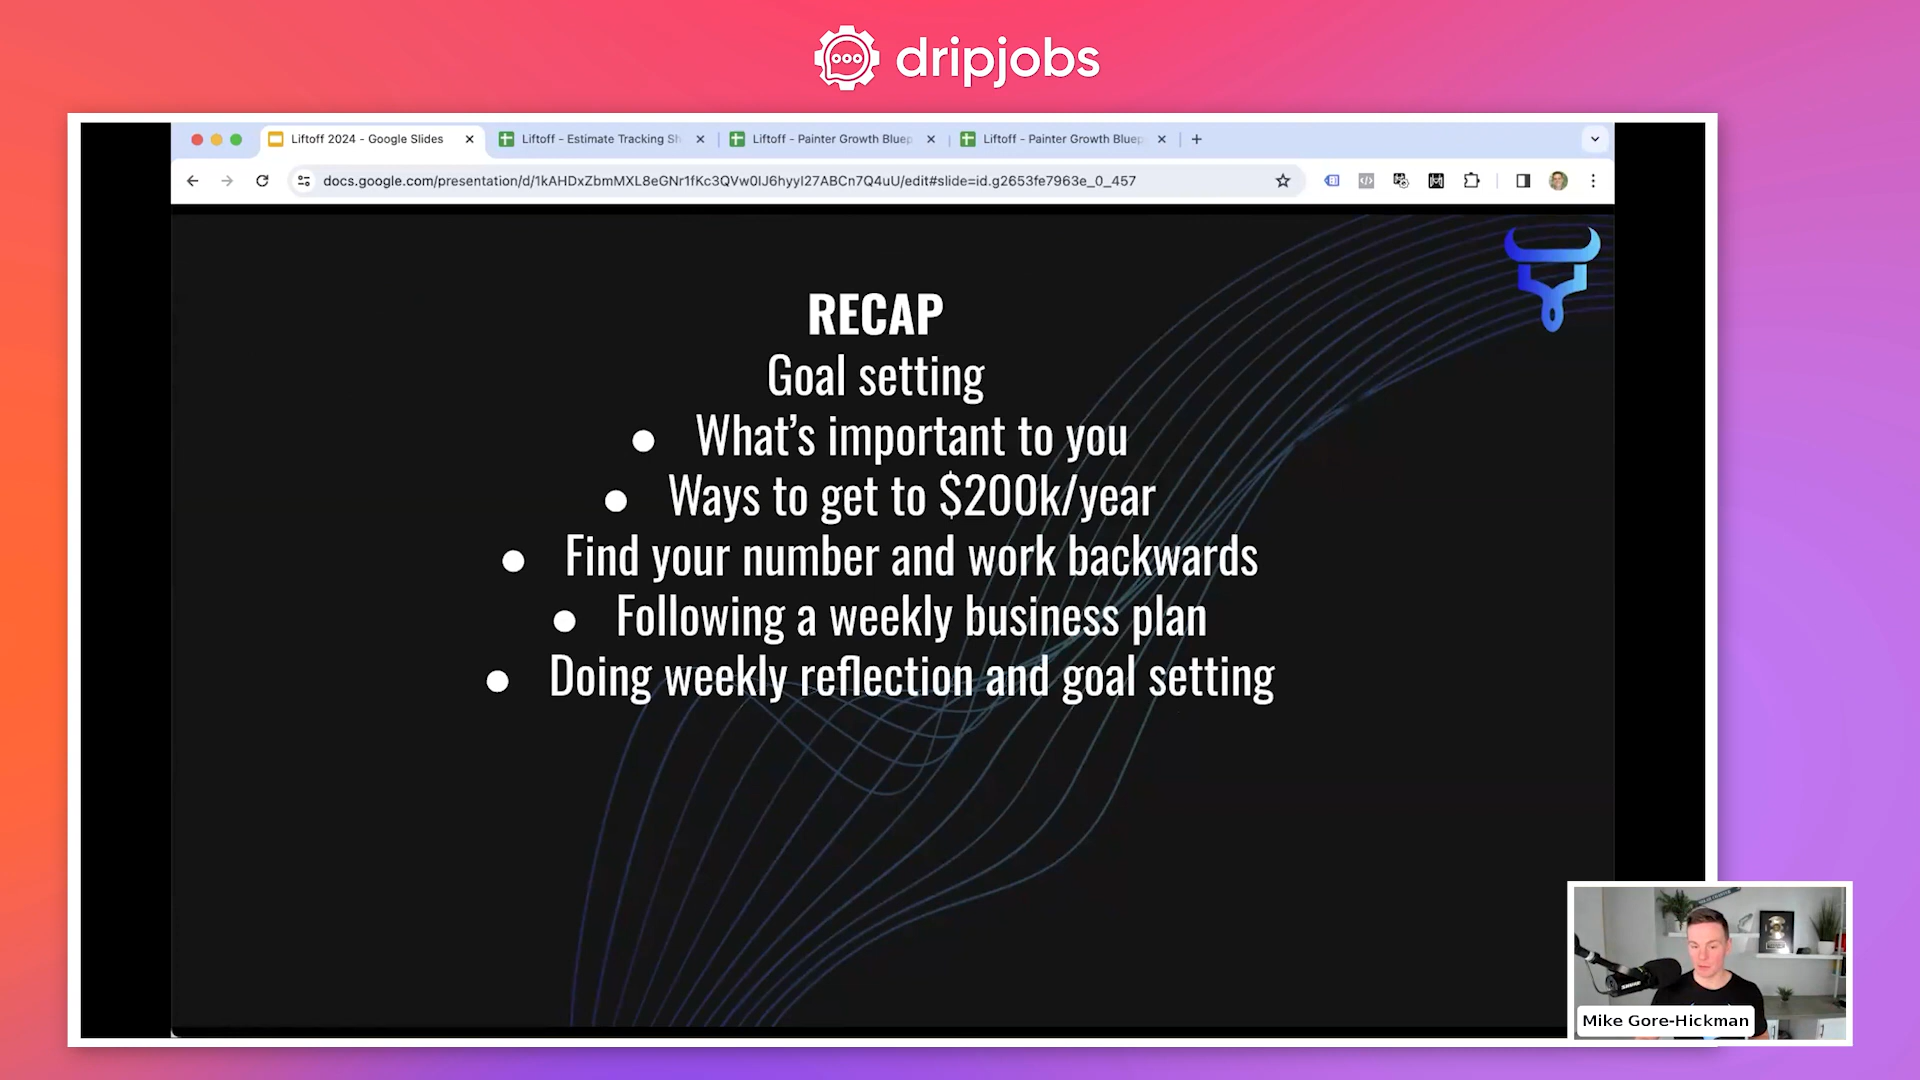 dripjobs
Liftoff 2024 - Google Slides
Liftoff - Estimate Tracking Sh
Liftoff - Painter Growth Bluep
Liftoff - Painter Growth Bluep
docs.google.com/presentation/d/1kAHDxZbmMXL8eGNr1fKc3QVw0IJ6hyyI27ABCn7Q4uU/edit#slide=id.g2653fe7963e_0_457
RECAP
Goal setting
● What's important to you
● Ways to get to $200k/year
● Find your number and work backwards
● Following a weekly business plan
● Doing weekly reflection and goal setting
SHURE
Mike Gore-Hickman